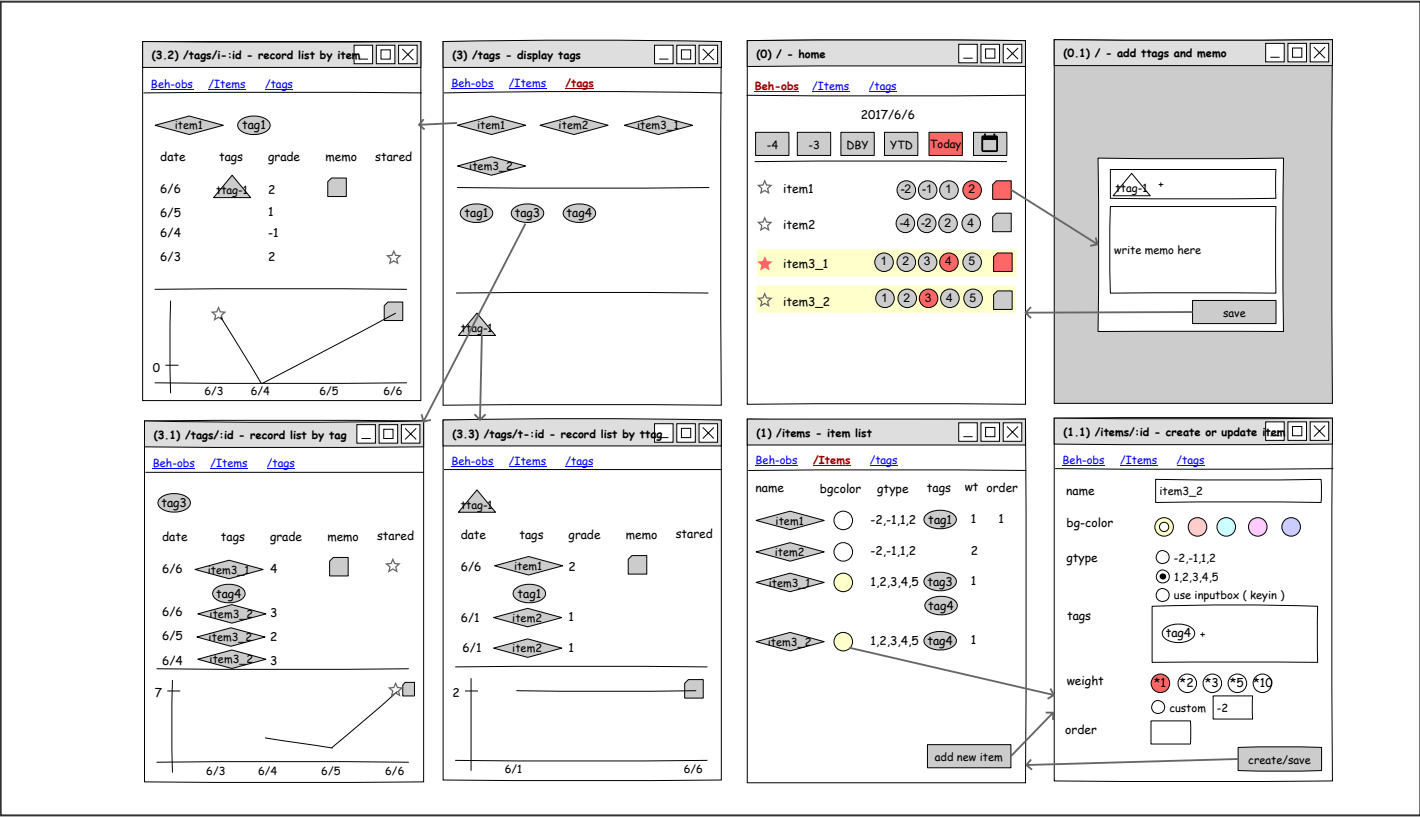 (3.2) /tags/i-:id - record list by item
Beh-obs /Items /tags
item1 tag1
date tags grade memo stared
6/6 ttag-1 2
6/5 1
6/4 -1
6/3 2
0
6/3 6/4 6/5 6/6
(3) /tags - display tags
Beh-obs /Items /tags
item1 item2 item3_1
item3_2
tag1 tag3 tag4
ttag-1
(0) / - home
Beh-obs /Items /tags
2017/6/6
-4 -3 DBY YTD Today
item1 -2 -1 1 2
item2 -4 -2 2 4
item3_1 1 2 3 4 5
item3_2 1 2 3 4 5
(0.1) / - add ttags and memo
ttag-1 +
write memo here
save
(3.1) /tags/:id - record list by tag
Beh-obs /Items /tags
tag3
date tags grade memo stared
6/6 item3_1 4
tag4
6/6 item3_2 3
6/5 item3_2 2
6/4 item3_2 3
7
6/3 6/4 6/5 6/6
(3.3) /tags/t-:id - record list by ttag
Beh-obs /Items /tags
ttag-1
date tags grade memo stared
6/6 item1 2
tag1
6/1 item2 1
6/1 item2 1
2
6/1 6/6
(1) /items - item list
Beh-obs /Items /tags
name bgcolor gtype tags wt order
item1 -2,-1,1,2 tag1 1 1
item2 -2,-1,1,2 2
item3_1 1,2,3,4,5 tag3 1
tag4
item3_2 1,2,3,4,5 tag4 1
add new item
(1.1) /items/:id - create or update item
Beh-obs /Items /tags
name item3_2
bg-color
gtype -2,-1,1,2
1,2,3,4,5
use inputbox ( keyin )
tags
tag4 +
weight *1 *2 *3 *5 *10
custom -2
order
create/save